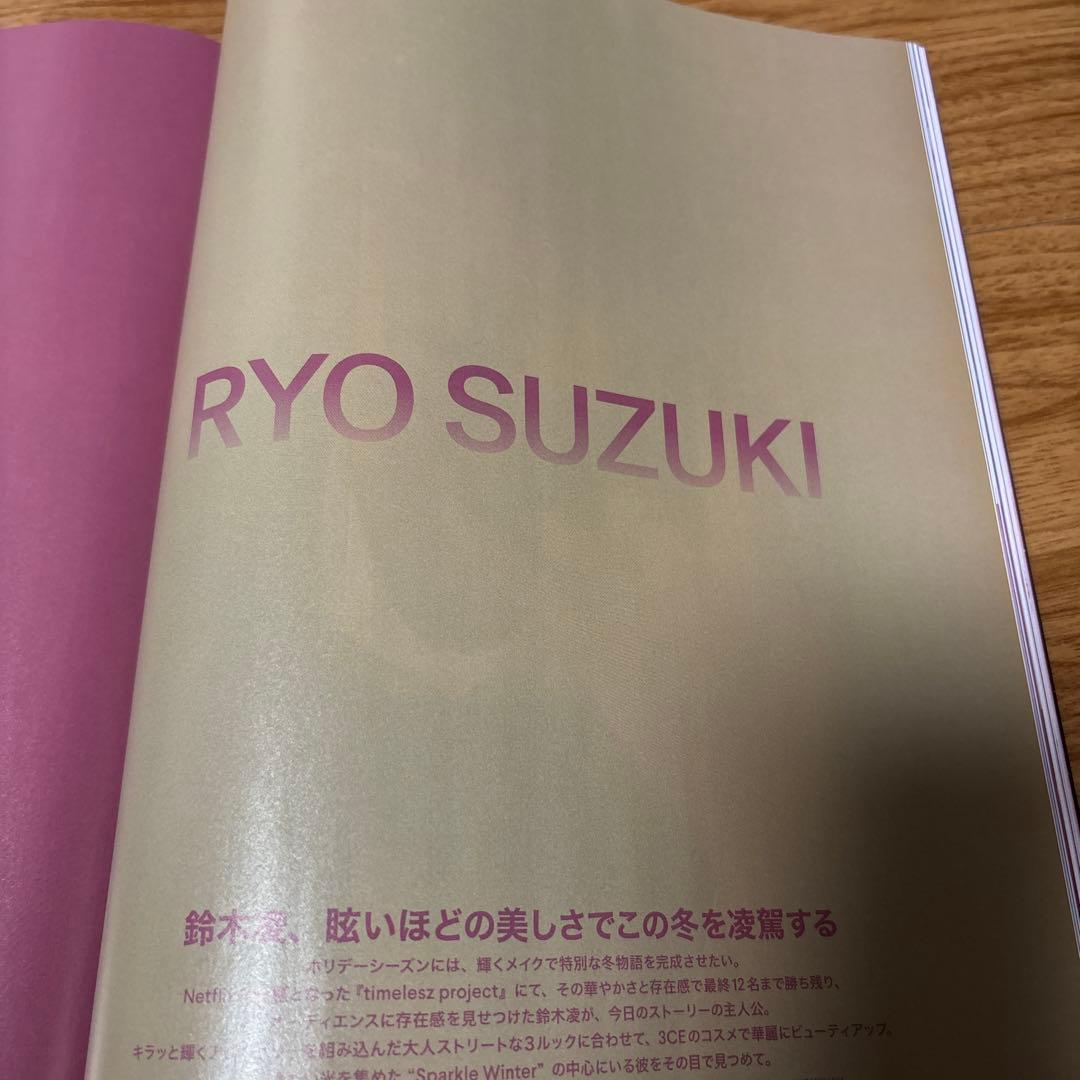 RYO SUZUKI
鈴木凌、眩いほどの美しさでこの冬を凌駕する
ホリデーシーズンには、輝くメイクで特別な冬物語を完成させたい。
Netfli となった『timelesz project』にて、その華やかさと存在感で最終12名まで勝ち残り、
ディエンスに存在感を見せつけた鈴木凌が、今日のストーリーの主人公。
キラッと輝くア を組み込んだ大人ストリートな3ルックに合わせて、3CEのコスメで華麗にビューティアップ。
光を集めた“Sparkle Winter”の中心にいる彼をその目で見つめて。